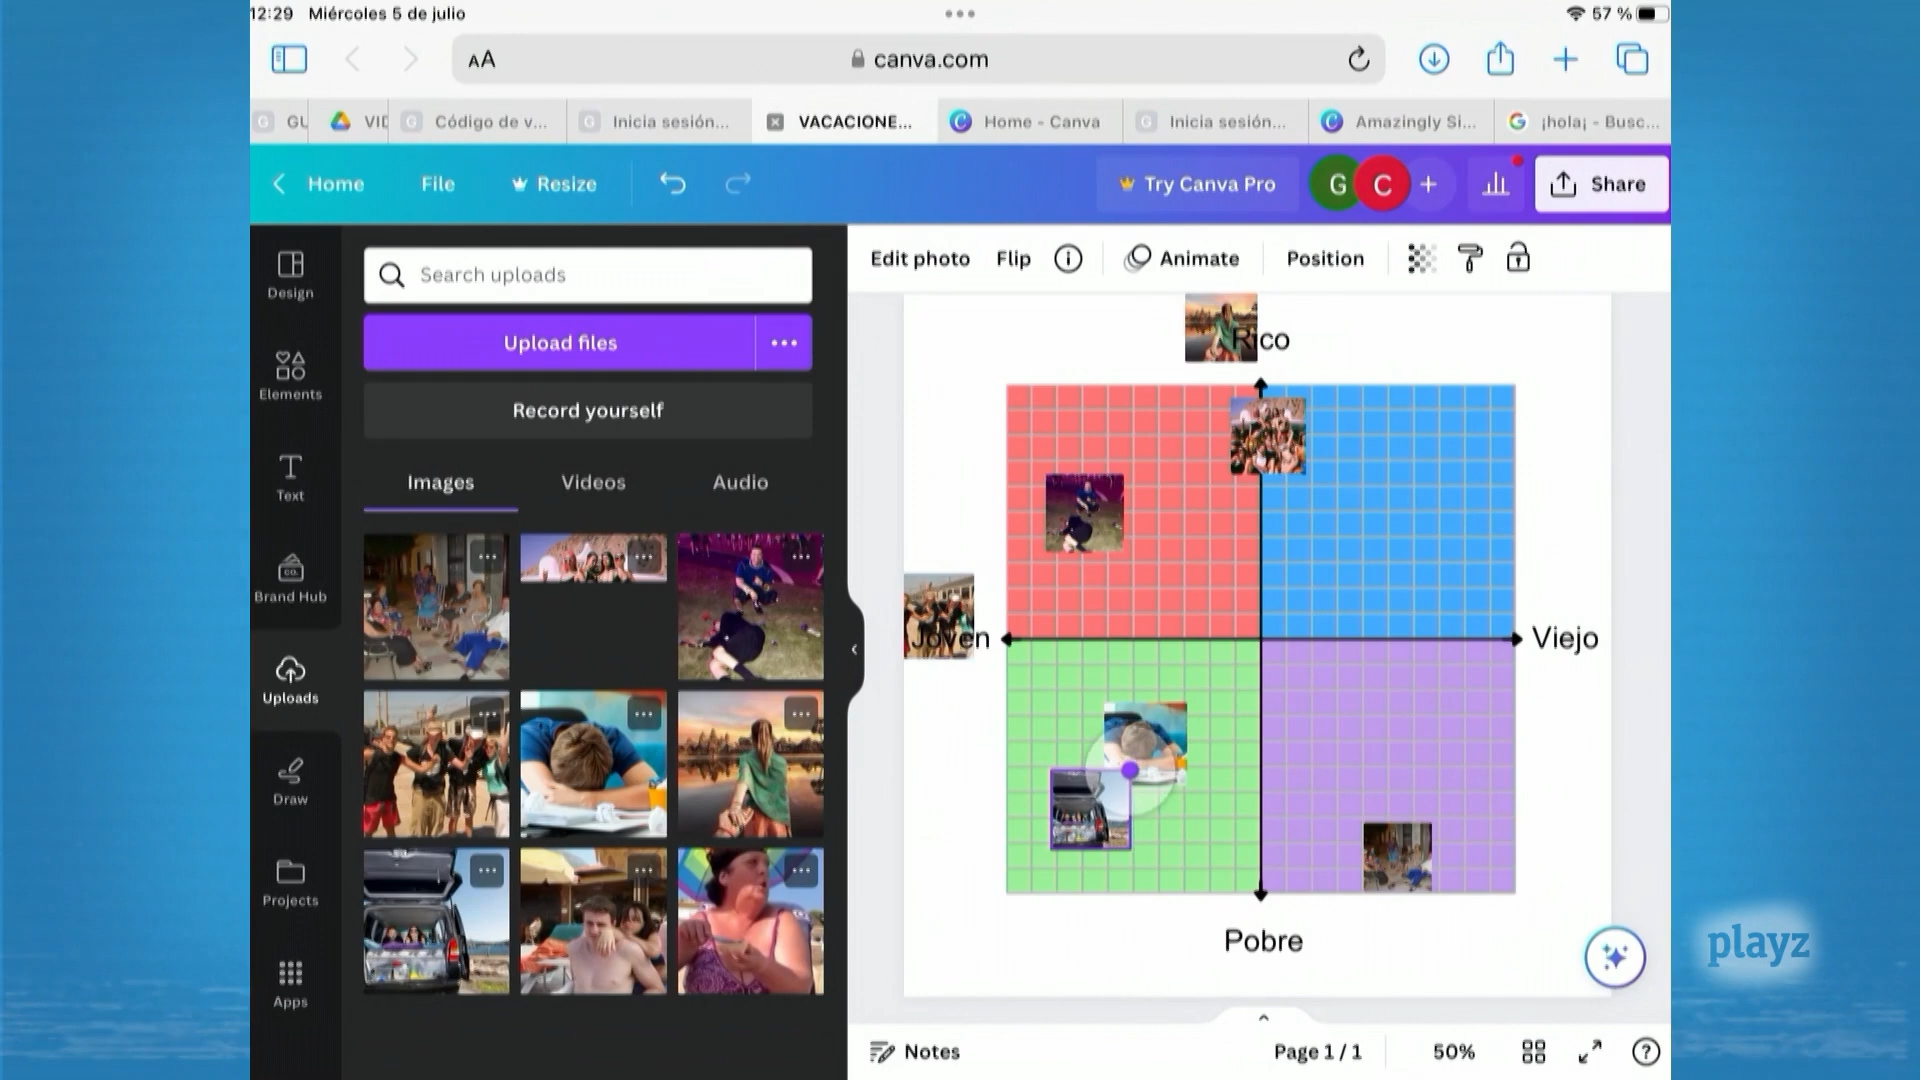 12:29 Miércoles 5 de julio
57 %
AA canva.com
GU
VID
Código de v...
Inicia sesión...
VACACIONE...
Home - Canva
Inicia sesión...
Amazingly Si...
¡hola¡ - Busc...
Home File Resize Try Canva Pro G C Share
Design
Elements
Text
Brand Hub
Uploads
Draw
Projects
Apps
Search uploads
Upload files
Record yourself
Images Videos Audio
Edit photo Flip Animate Position
Rico
Joven
Viejo
Pobre
Notes Page 1 / 1 50%
playz